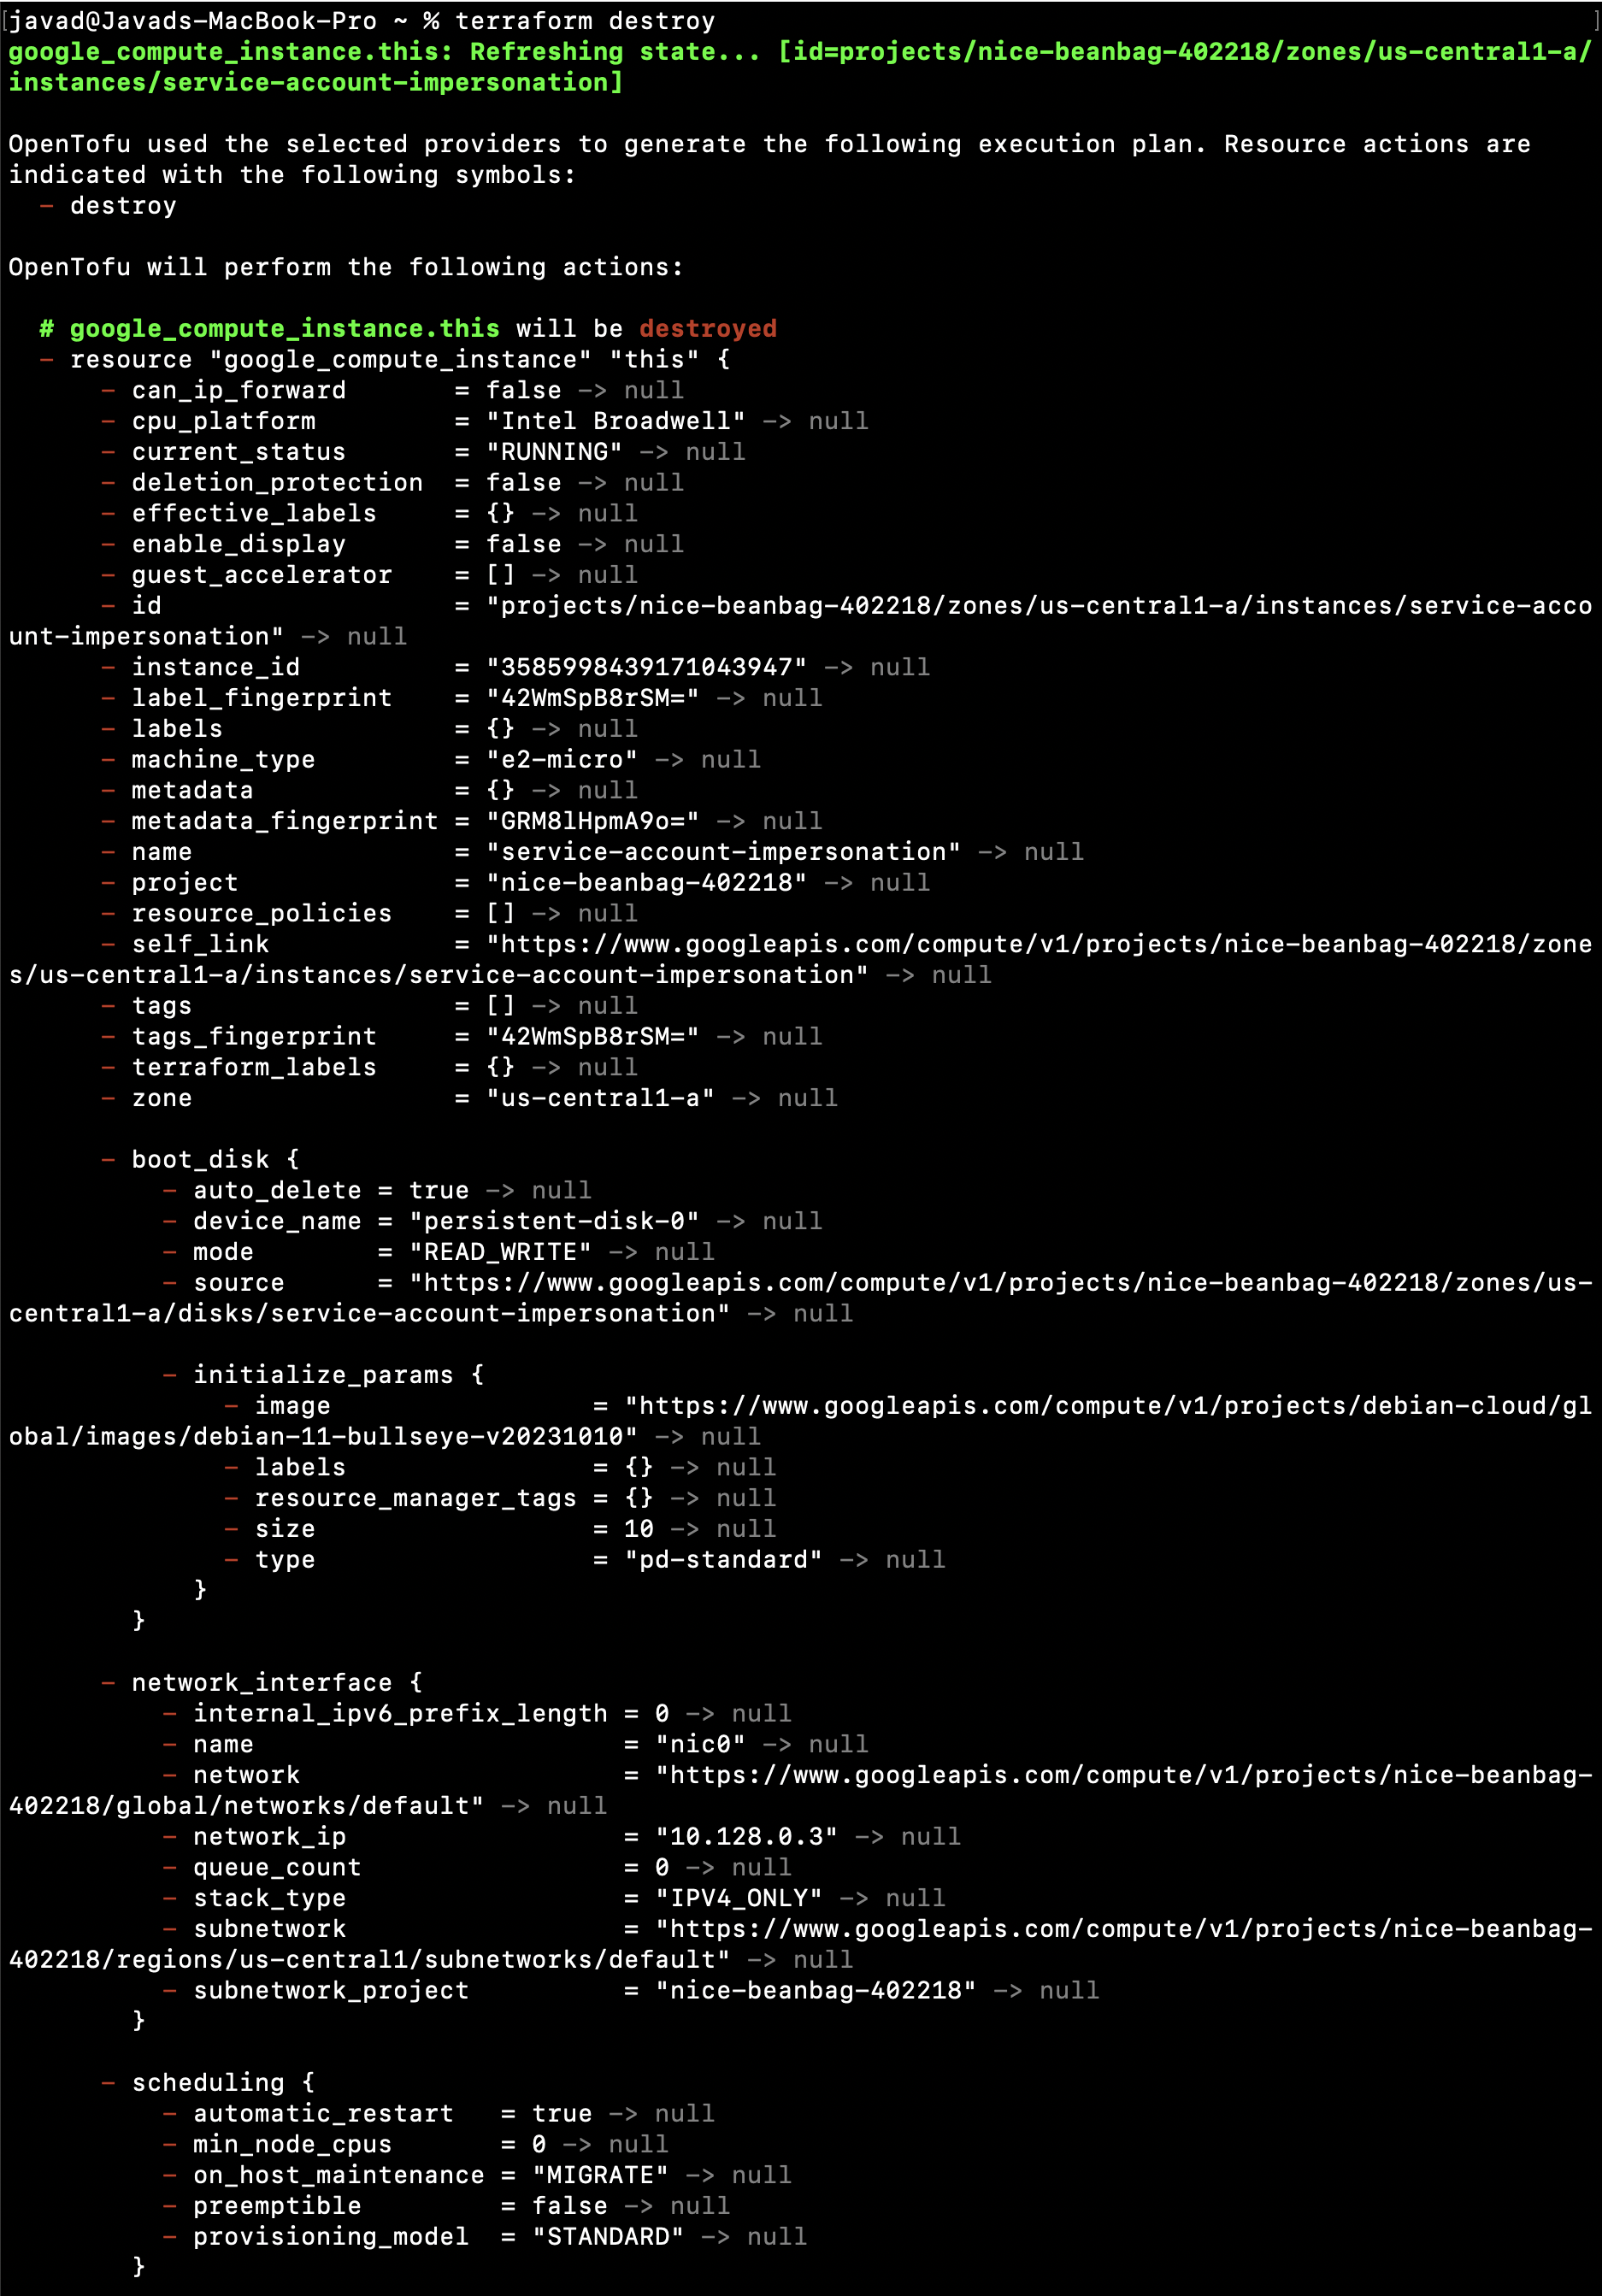 [javad@Javads-MacBook-Pro ~ % terraform destroy ]
google_compute_instance.this: Refreshing state... [id=projects/nice-beanbag-402218/zones/us-central1-a/
instances/service-account-impersonation]
OpenTofu used the selected providers to generate the following execution plan. Resource actions are
indicated with the following symbols:
  - destroy
OpenTofu will perform the following actions:
  # google_compute_instance.this will be destroyed
  - resource "google_compute_instance" "this" {
      - can_ip_forward       = false -> null
      - cpu_platform         = "Intel Broadwell" -> null
      - current_status       = "RUNNING" -> null
      - deletion_protection  = false -> null
      - effective_labels     = {} -> null
      - enable_display       = false -> null
      - guest_accelerator    = [] -> null
      - id                   = "projects/nice-beanbag-402218/zones/us-central1-a/instances/service-acco
unt-impersonation" -> null
      - instance_id          = "3585998439171043947" -> null
      - label_fingerprint    = "42WmSpB8rSM=" -> null
      - labels               = {} -> null
      - machine_type         = "e2-micro" -> null
      - metadata             = {} -> null
      - metadata_fingerprint = "GRM8lHpmA9o=" -> null
      - name                 = "service-account-impersonation" -> null
      - project              = "nice-beanbag-402218" -> null
      - resource_policies    = [] -> null
      - self_link            = "https://www.googleapis.com/compute/v1/projects/nice-beanbag-402218/zone
s/us-central1-a/instances/service-account-impersonation" -> null
      - tags                 = [] -> null
      - tags_fingerprint     = "42WmSpB8rSM=" -> null
      - terraform_labels     = {} -> null
      - zone                 = "us-central1-a" -> null
      - boot_disk {
          - auto_delete = true -> null
          - device_name = "persistent-disk-0" -> null
          - mode        = "READ_WRITE" -> null
          - source      = "https://www.googleapis.com/compute/v1/projects/nice-beanbag-402218/zones/us-
central1-a/disks/service-account-impersonation" -> null
          - initialize_params {
              - image                 = "https://www.googleapis.com/compute/v1/projects/debian-cloud/gl
obal/images/debian-11-bullseye-v20231010" -> null
              - labels                = {} -> null
              - resource_manager_tags = {} -> null
              - size                  = 10 -> null
              - type                  = "pd-standard" -> null
            }
        }
      - network_interface {
          - internal_ipv6_prefix_length = 0 -> null
          - name                        = "nic0" -> null
          - network                     = "https://www.googleapis.com/compute/v1/projects/nice-beanbag-
402218/global/networks/default" -> null
          - network_ip                  = "10.128.0.3" -> null
          - queue_count                 = 0 -> null
          - stack_type                  = "IPV4_ONLY" -> null
          - subnetwork                  = "https://www.googleapis.com/compute/v1/projects/nice-beanbag-
402218/regions/us-central1/subnetworks/default" -> null
          - subnetwork_project          = "nice-beanbag-402218" -> null
        }
      - scheduling {
          - automatic_restart   = true -> null
          - min_node_cpus       = 0 -> null
          - on_host_maintenance = "MIGRATE" -> null
          - preemptible         = false -> null
          - provisioning_model  = "STANDARD" -> null
        }